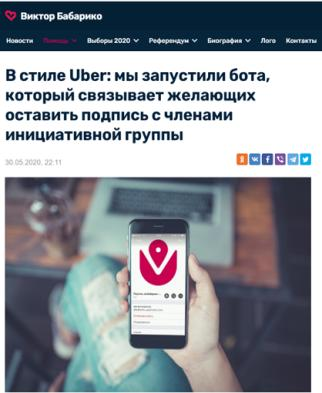 Виктор Бабарико
Новости Помощь Выборы 2020 Референдум Биография Лого Контакты
В стиле Uber: мы запустили бота,
который связывает желающих
оставить подпись с членами
инициативной группы
30.05.2020, 22:11